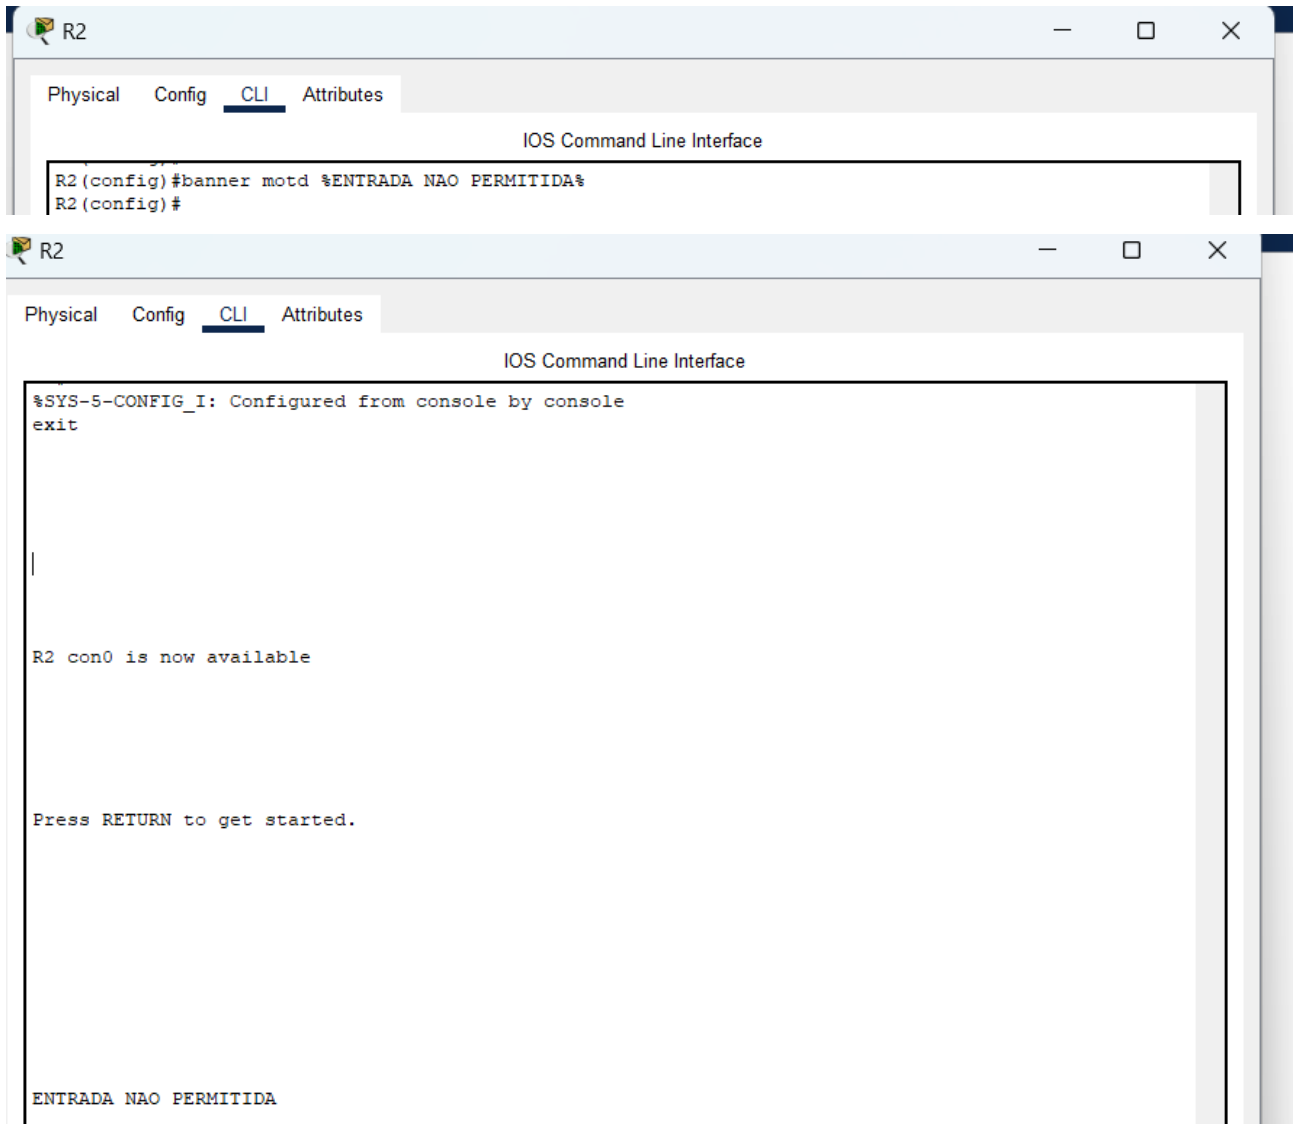 R2
Physical Config CLI Attributes
IOS Command Line Interface
R2(config)#banner motd %ENTRADA NAO PERMITIDA%
R2(config)#
R2
Physical Config CLI Attributes
IOS Command Line Interface
%SYS-5-CONFIG_I: Configured from console by console
exit
R2 con0 is now available
Press RETURN to get started.
ENTRADA NAO PERMITIDA